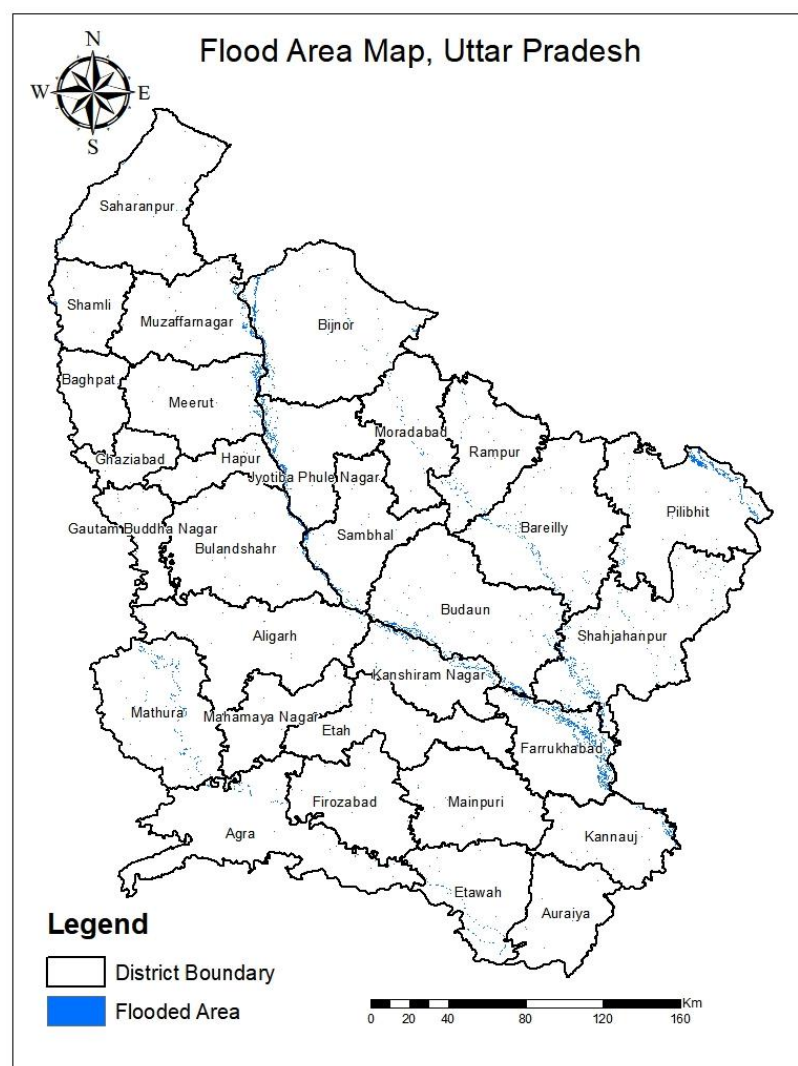 Flood Area Map, Uttar Pradesh
N
W
E
S
Saharanpur
Shamli
Muzaffarnagar
Bijnor
Baghpat
Meerut
Moradabad
Rampur
Ghaziabad
Hapur
Jyotiba Phule Nagar
Pilibhit
Gautam Buddha Nagar
Bulandshahr
Sambhal
Bareilly
Budaun
Aligarh
Shahjahanpur
Kanshiram Nagar
Mathura
Mahamaya Nagar
Etah
Farrukhabad
Firozabad
Mainpuri
Agra
Kannauj
Etawah
Auraiya
Legend
District Boundary
Flooded Area
Km
0 20 40 80 120 160